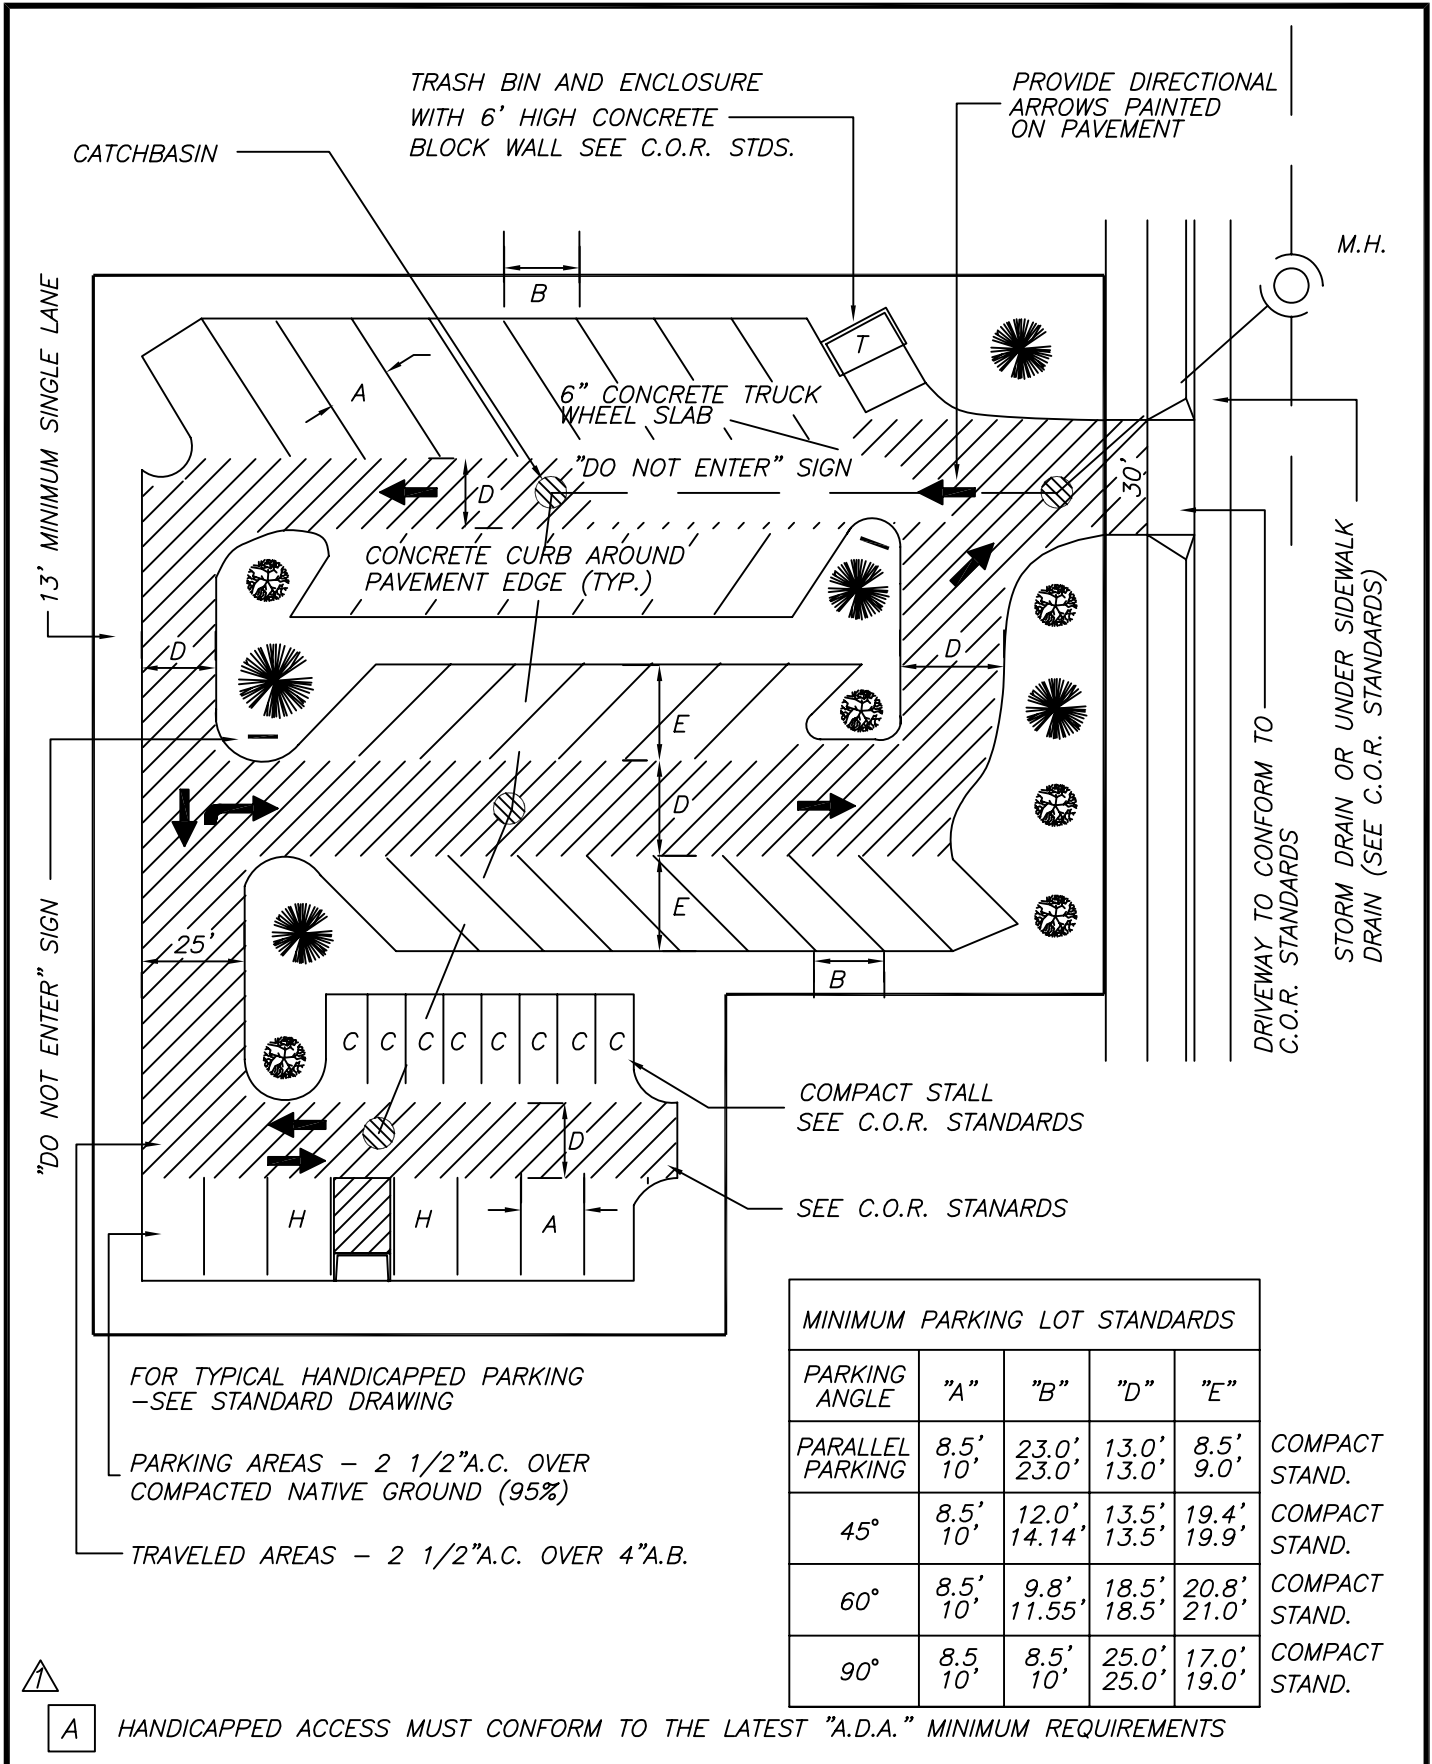 TRASH BIN AND ENCLOSURE
WITH 6' HIGH CONCRETE
BLOCK WALL SEE C.O.R. STDS.
PROVIDE DIRECTIONAL
ARROWS PAINTED
ON PAVEMENT
CATCHBASIN
M.H.
13' MINIMUM SINGLE LANE
B
T
A
6" CONCRETE TRUCK
WHEEL SLAB
"DO NOT ENTER" SIGN
D
30'
CONCRETE CURB AROUND
PAVEMENT EDGE (TYP.)
D
D
E
D
E
25'
B
"DO NOT ENTER" SIGN
DRIVEWAY TO CONFORM TO
C.O.R. STANDARDS
STORM DRAIN OR UNDER SIDEWALK
DRAIN (SEE C.O.R. STANDARDS)
C C C C C C C C
COMPACT STALL
SEE C.O.R. STANDARDS
D
SEE C.O.R. STANARDS
H H A
FOR TYPICAL HANDICAPPED PARKING
-SEE STANDARD DRAWING
PARKING AREAS - 2 1/2"A.C. OVER
COMPACTED NATIVE GROUND (95%)
TRAVELED AREAS - 2 1/2"A.C. OVER 4"A.B.
MINIMUM PARKING LOT STANDARDS
PARKING ANGLE "A" "B" "D" "E"
PARALLEL 8.5' 23.0' 13.0' 8.5' COMPACT
PARKING 10' 23.0' 13.0' 9.0' STAND.
45° 8.5' 12.0' 13.5' 19.4' COMPACT
10' 14.14' 13.5' 19.9' STAND.
60° 8.5' 9.8' 18.5' 20.8' COMPACT
10' 11.55' 18.5' 21.0' STAND.
90° 8.5 8.5' 25.0' 17.0' COMPACT
10' 10' 25.0' 19.0' STAND.
1
A HANDICAPPED ACCESS MUST CONFORM TO THE LATEST "A.D.A." MINIMUM REQUIREMENTS